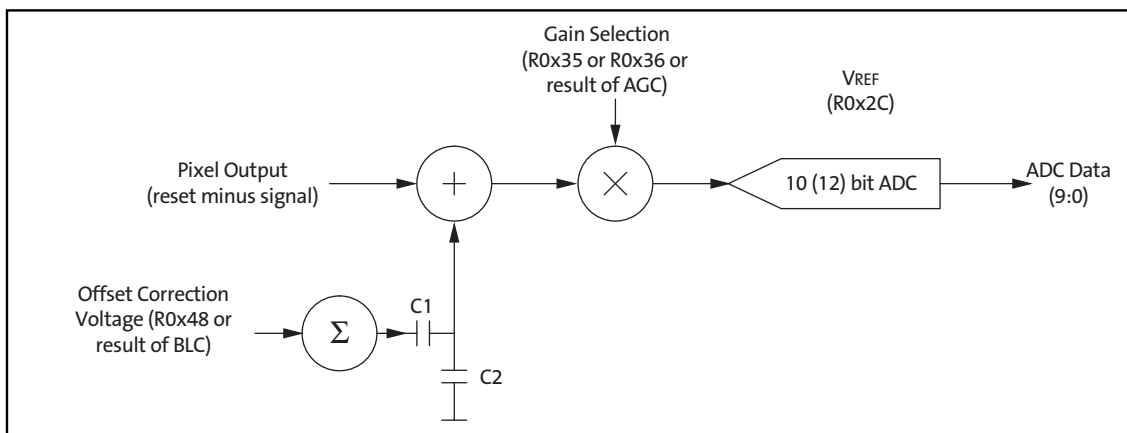 Gain Selection
(R0x35 or R0x36 or
result of AGC)
VREF
(R0x2C)
Pixel Output
(reset minus signal)
+
×
10 (12) bit ADC
ADC Data
(9:0)
Offset Correction
Voltage (R0x48 or
result of BLC)
Σ
C1
C2